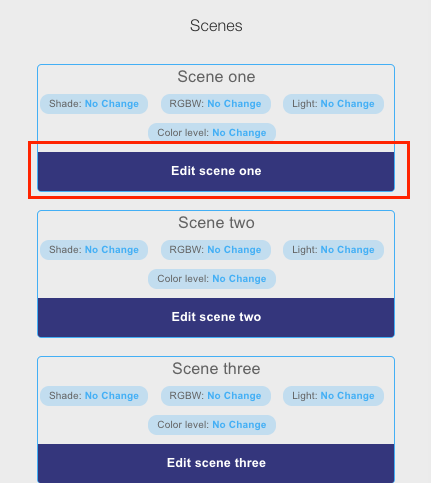 Scenes
Scene one
Shade: No Change RGBW: No Change Light: No Change
Color level: No Change
Edit scene one
Scene two
Shade: No Change RGBW: No Change Light: No Change
Color level: No Change
Edit scene two
Scene three
Shade: No Change RGBW: No Change Light: No Change
Color level: No Change
Edit scene three